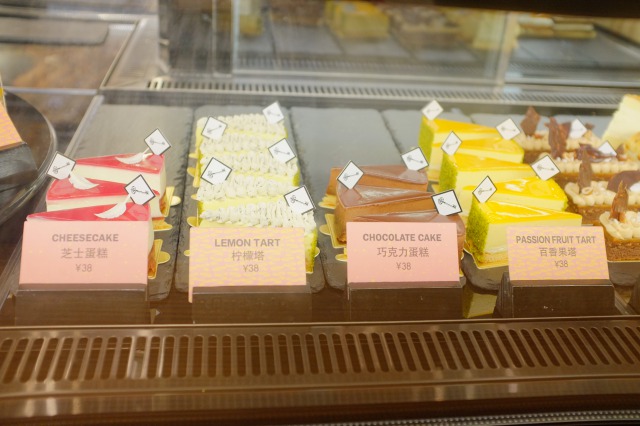 CHEESECAKE
芝士蛋糕
¥38
LEMON TART
柠檬塔
¥38
CHOCOLATE CAKE
巧克力蛋糕
¥38
PASSION FRUIT TART
百香果塔
¥38